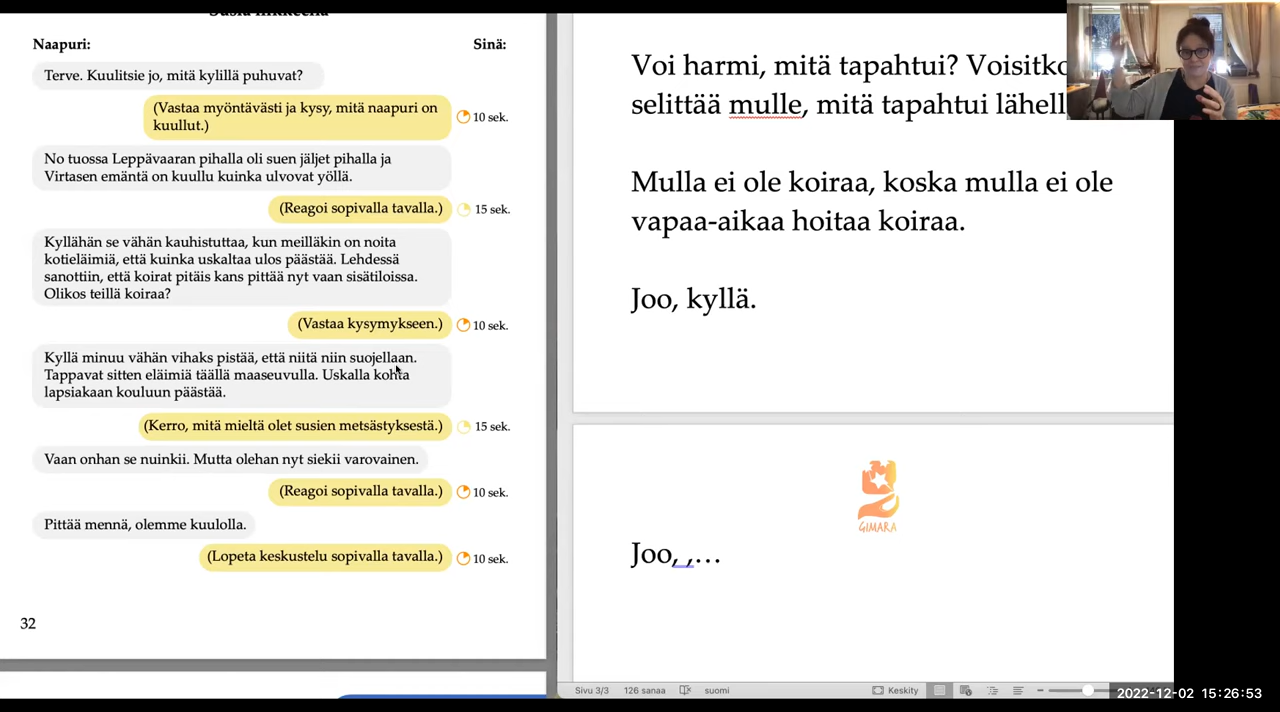 Naapuri:
Sinä:
Terve. Kuulitsie jo, mitä kylillä puhuvat?
(Vastaa myöntävästi ja kysy, mitä naapuri on
kuullut.)
10 sek.
No tuossa Leppävaaran pihalla oli suen jäljet pihalla ja
Virtasen emäntä on kuullu kuinka ulvovat yöllä.
(Reagoi sopivalla tavalla.)
15 sek.
Kyllähän se vähän kauhistuttaa, kun meilläkin on noita
kotieläimiä, että kuinka uskaltaa ulos päästää. Lehdessä
sanottiin, että koirat pitäis kans pittää nyt vaan sisätiloissa.
Olikos teillä koiraa?
(Vastaa kysymykseen.)
10 sek.
Kyllä minuu vähän vihaks pistää, että niitä niin suojellaan.
Tappavat sitten eläimiä täällä maaseuvulla. Uskalla kohta
lapsiakaan kouluun päästää.
(Kerro, mitä mieltä olet susien metsästyksestä.)
15 sek.
Vaan onhan se nuinkii. Mutta olehan nyt siekii varovainen.
(Reagoi sopivalla tavalla.)
10 sek.
Pittää mennä, olemme kuulolla.
(Lopeta keskustelu sopivalla tavalla.)
10 sek.
32
Voi harmi, mitä tapahtui? Voisitko
selittää mulle, mitä tapahtui lähell
Mulla ei ole koiraa, koska mulla ei ole
vapaa-aikaa hoitaa koiraa.
Joo, kyllä.
GIMARA
Joo, ,…
Sivu 3/3 126 sanaa suomi
Keskity
2022-12-02 15:26:53